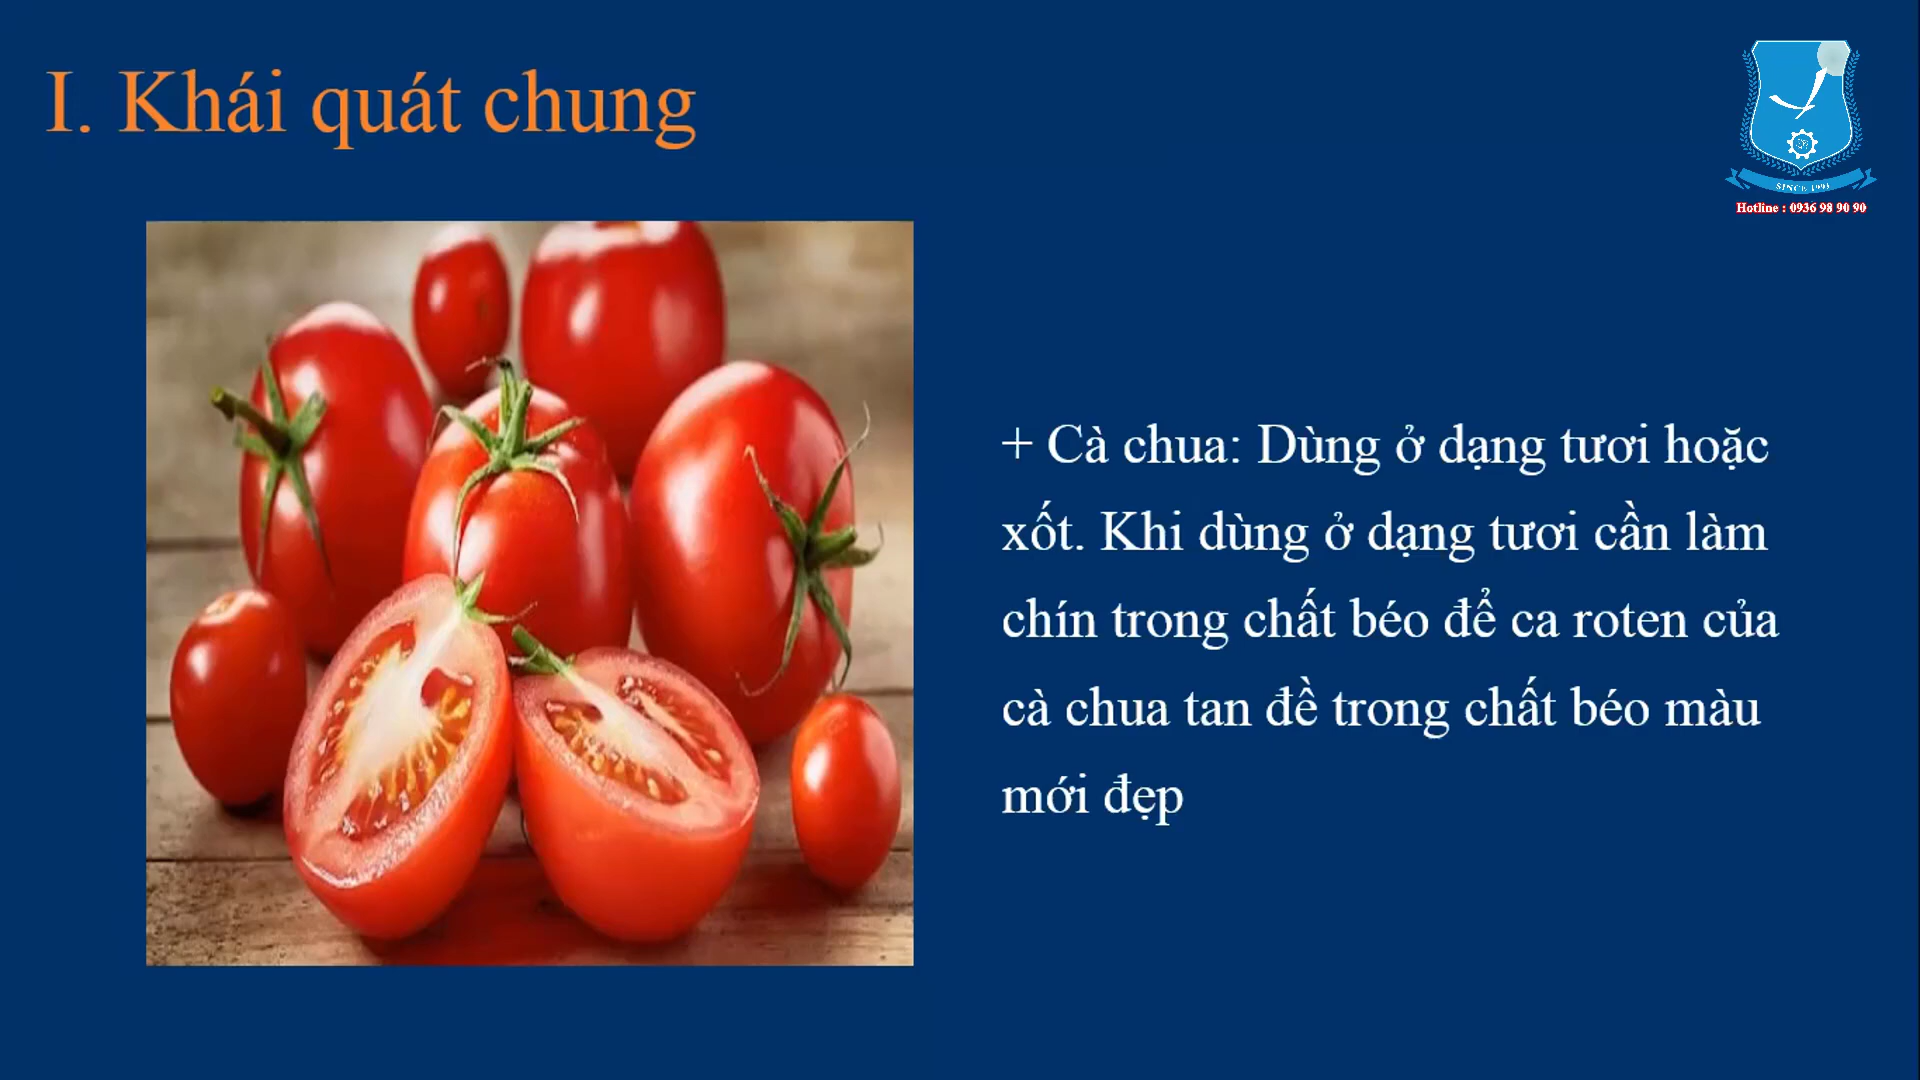 I. Khái quát chung
SINCE 1991
Hotline : 0936 98 90 90
+ Cà chua: Dùng ở dạng tươi hoặc
xốt. Khi dùng ở dạng tươi cần làm
chín trong chất béo để ca roten của
cà chua tan đề trong chất béo màu
mới đẹp